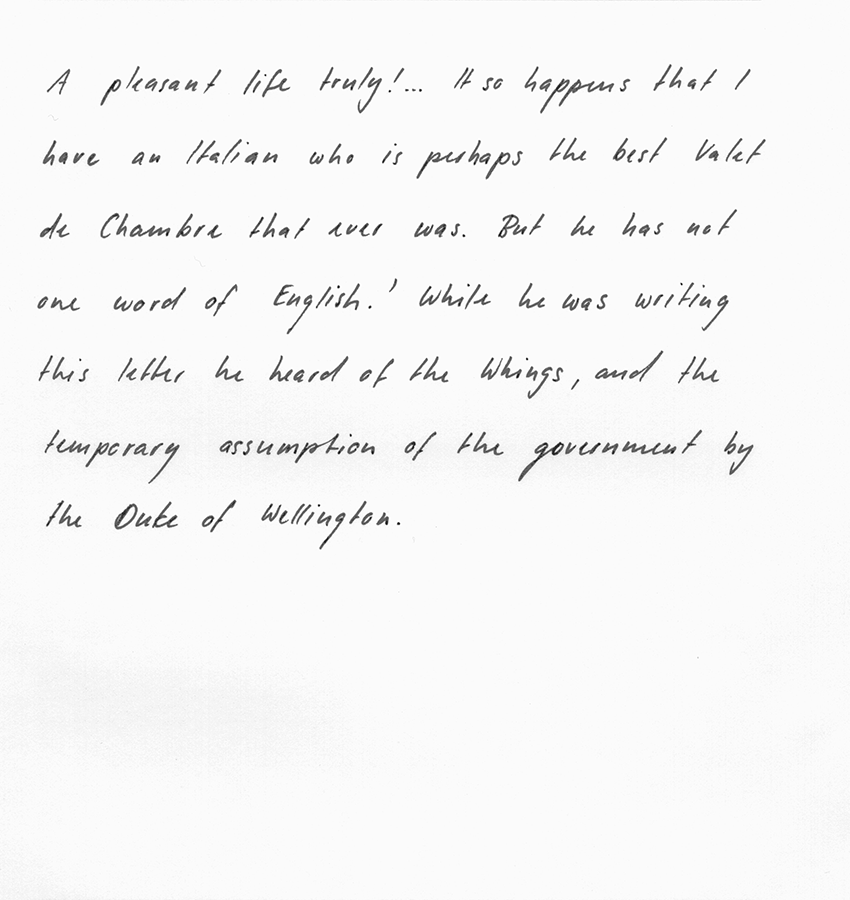 A pleasant life truly!... It so happens that I
have an Italian who is perhaps the best Valet
de Chambre that ever was. But he has not
one word of English.' While he was writing
this letter he heard of the Whings, and the
temporary assumption of the government by
the Duke of Wellington.